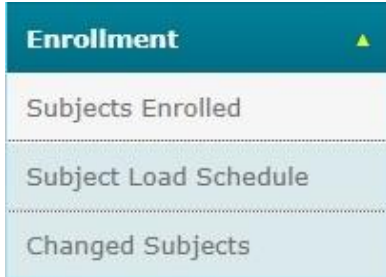 Enrollment
Subjects Enrolled
Subject Load Schedule
Changed Subjects